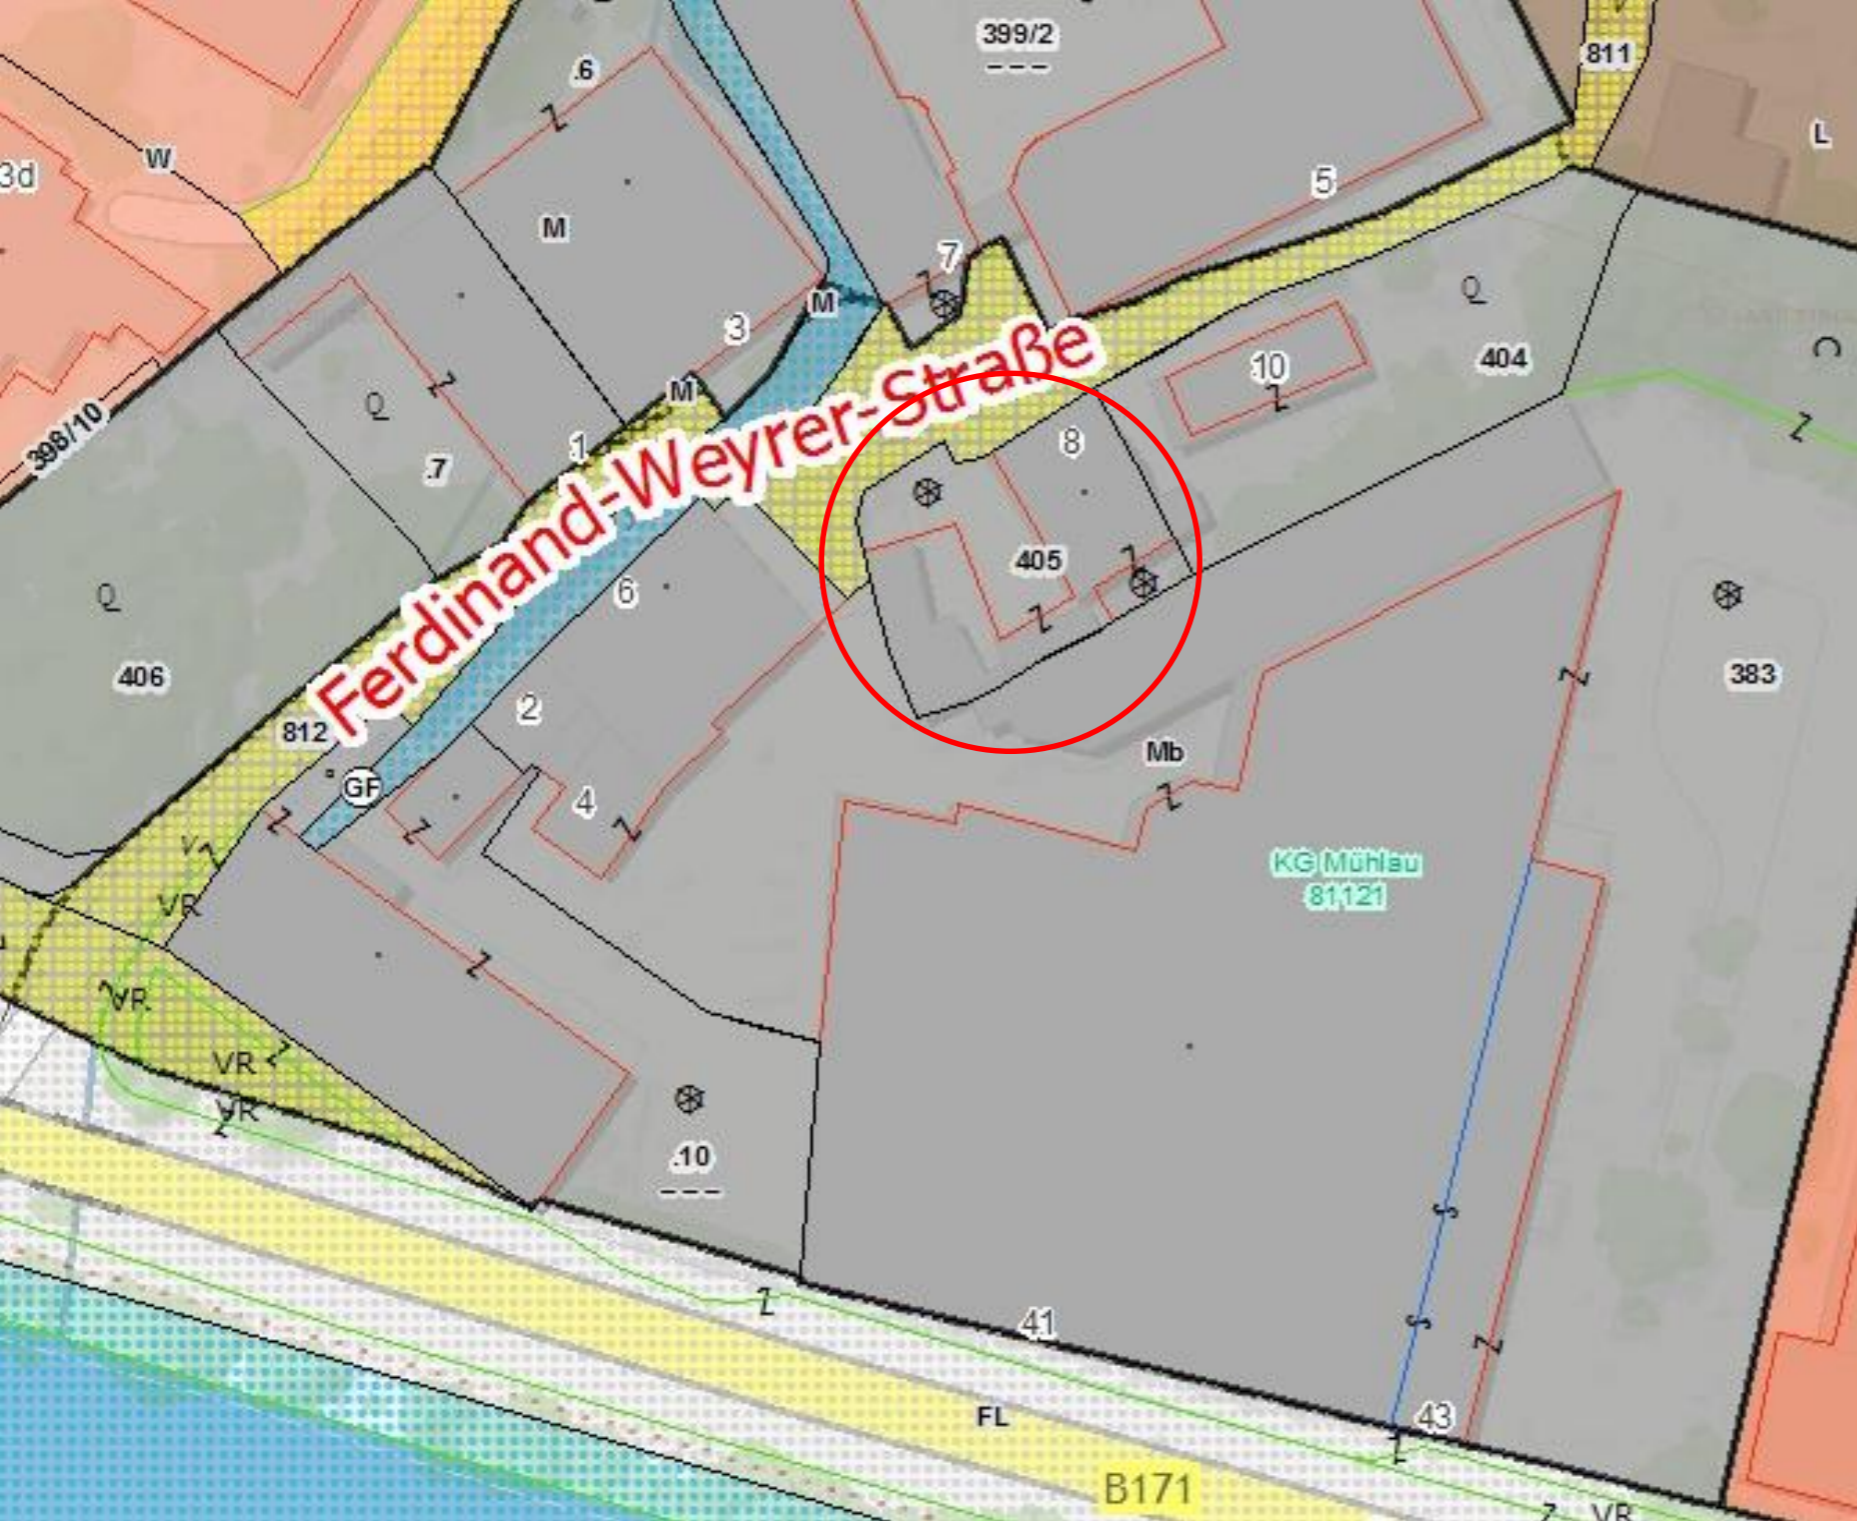 399/2
811
.6
L
W
3d
5
M
7
Q
M
3
10
404
C
M
Ferdinand-Weyrer-Straße
Q
398/10
.7
1
8
405
6
Q
406
383
2
812
Mb
GF
4
KG Mühlau
81121
V
VR
VR
VR
VR
.10
41
43
FL
B171
VR